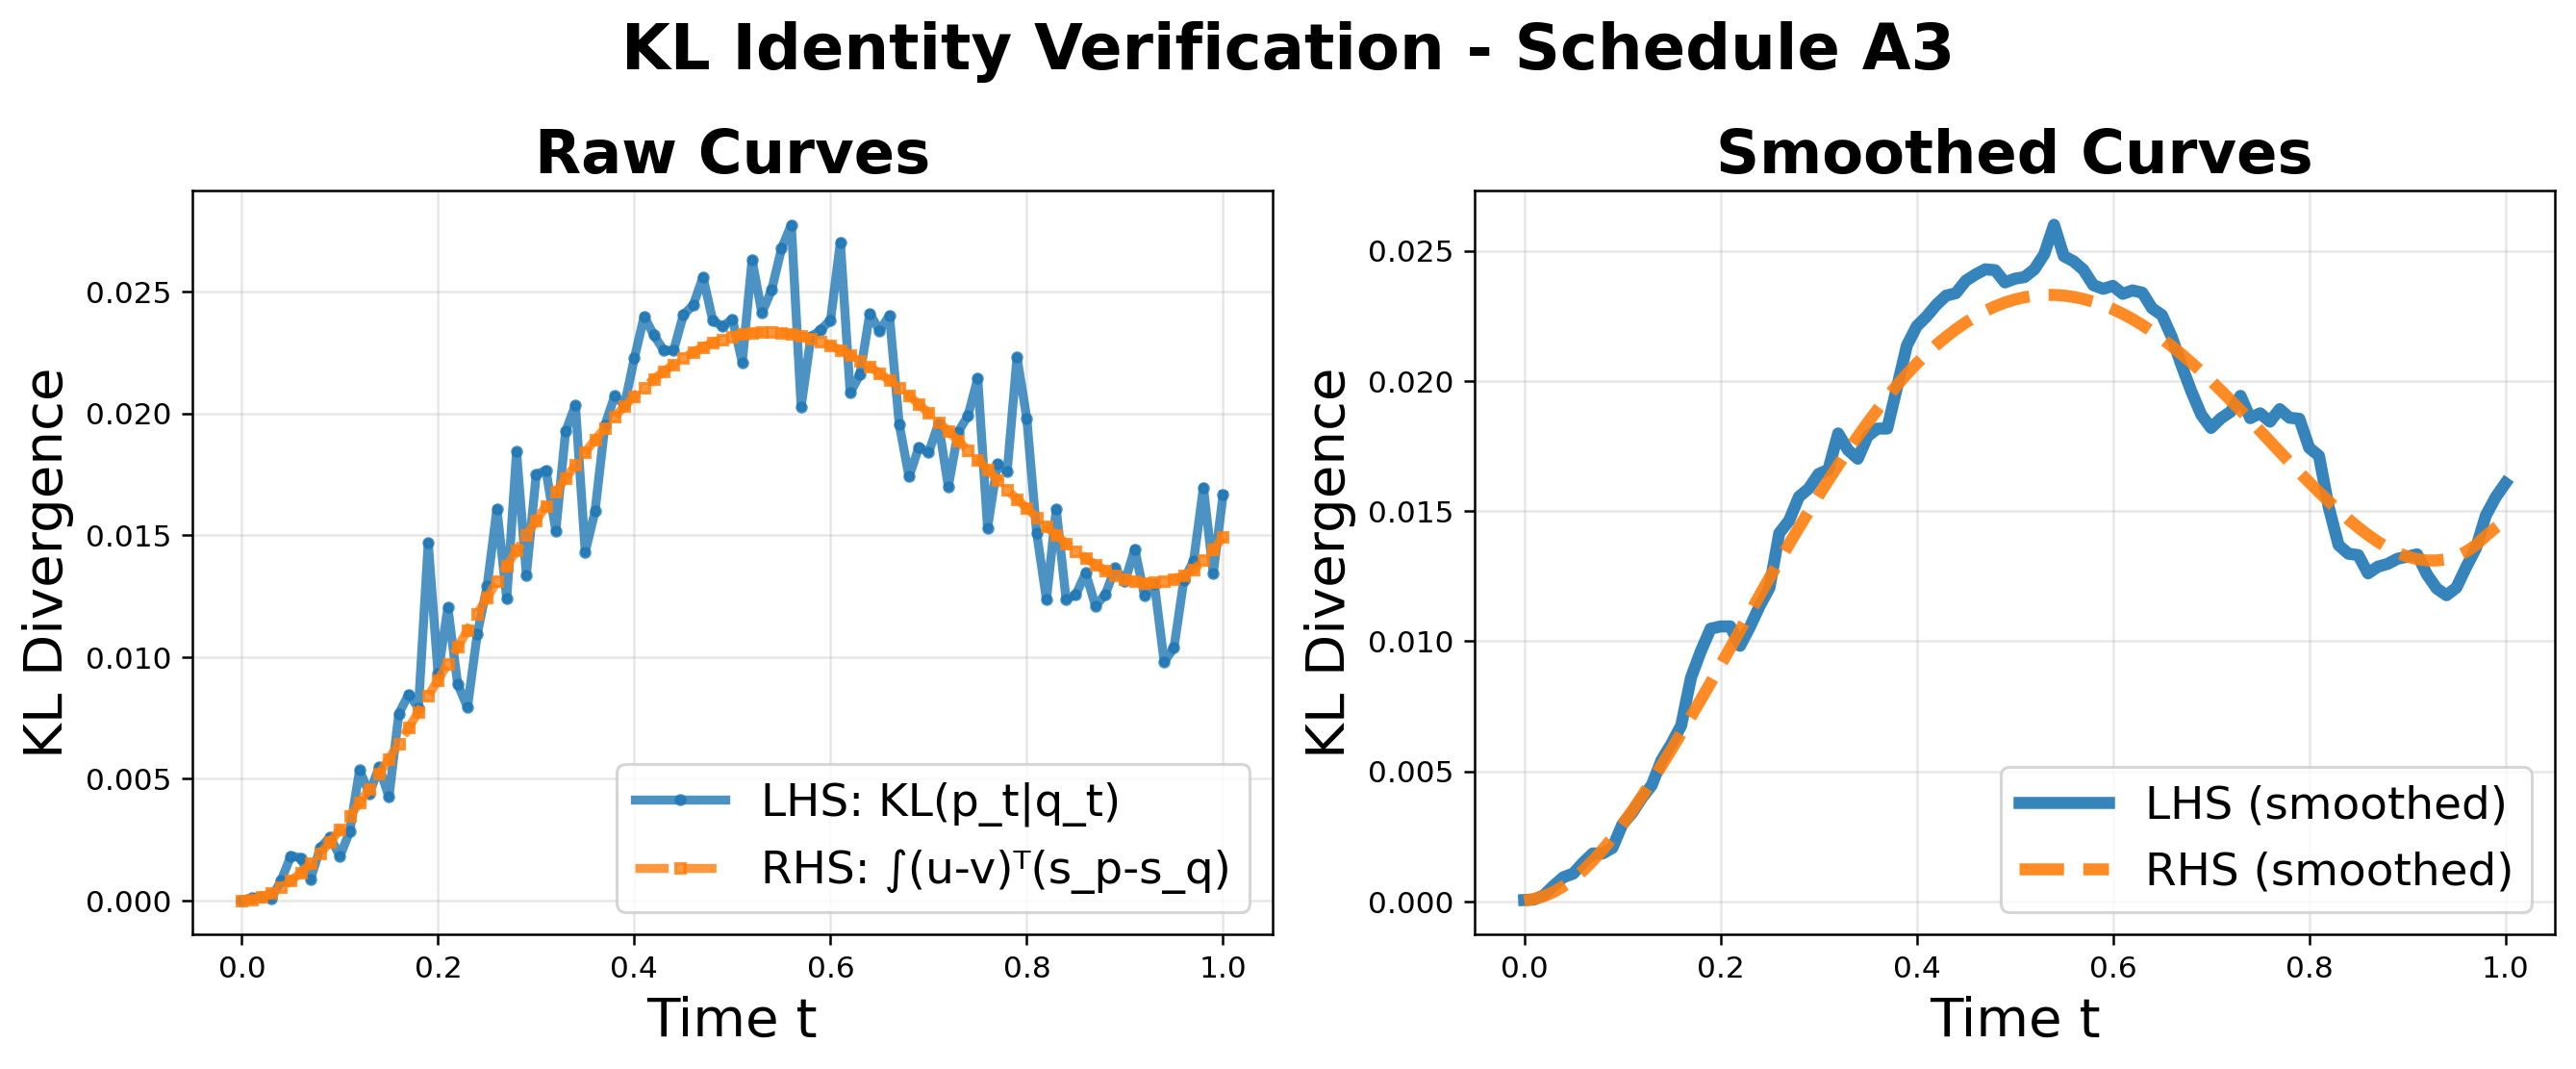 KL Identity Verification - Schedule A3
Raw Curves
KL Divergence
0.025
0.020
0.015
0.010
0.005
0.000
0.0 0.2 0.4 0.6 0.8 1.0
Time t
LHS: KL(p_t|q_t)
RHS: ∫(u-v)ᵀ(s_p-s_q)
Smoothed Curves
KL Divergence
0.025
0.020
0.015
0.010
0.005
0.000
0.0 0.2 0.4 0.6 0.8 1.0
Time t
LHS (smoothed)
RHS (smoothed)